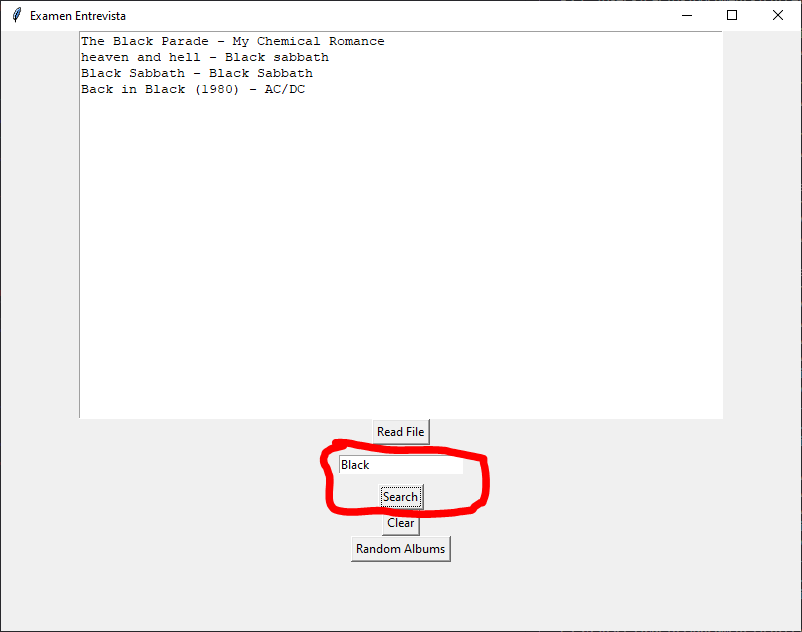 Examen Entrevista
The Black Parade - My Chemical Romance
heaven and hell - Black sabbath
Black Sabbath - Black Sabbath
Back in Black (1980) - AC/DC
Read File
Black
Search
Clear
Random Albums